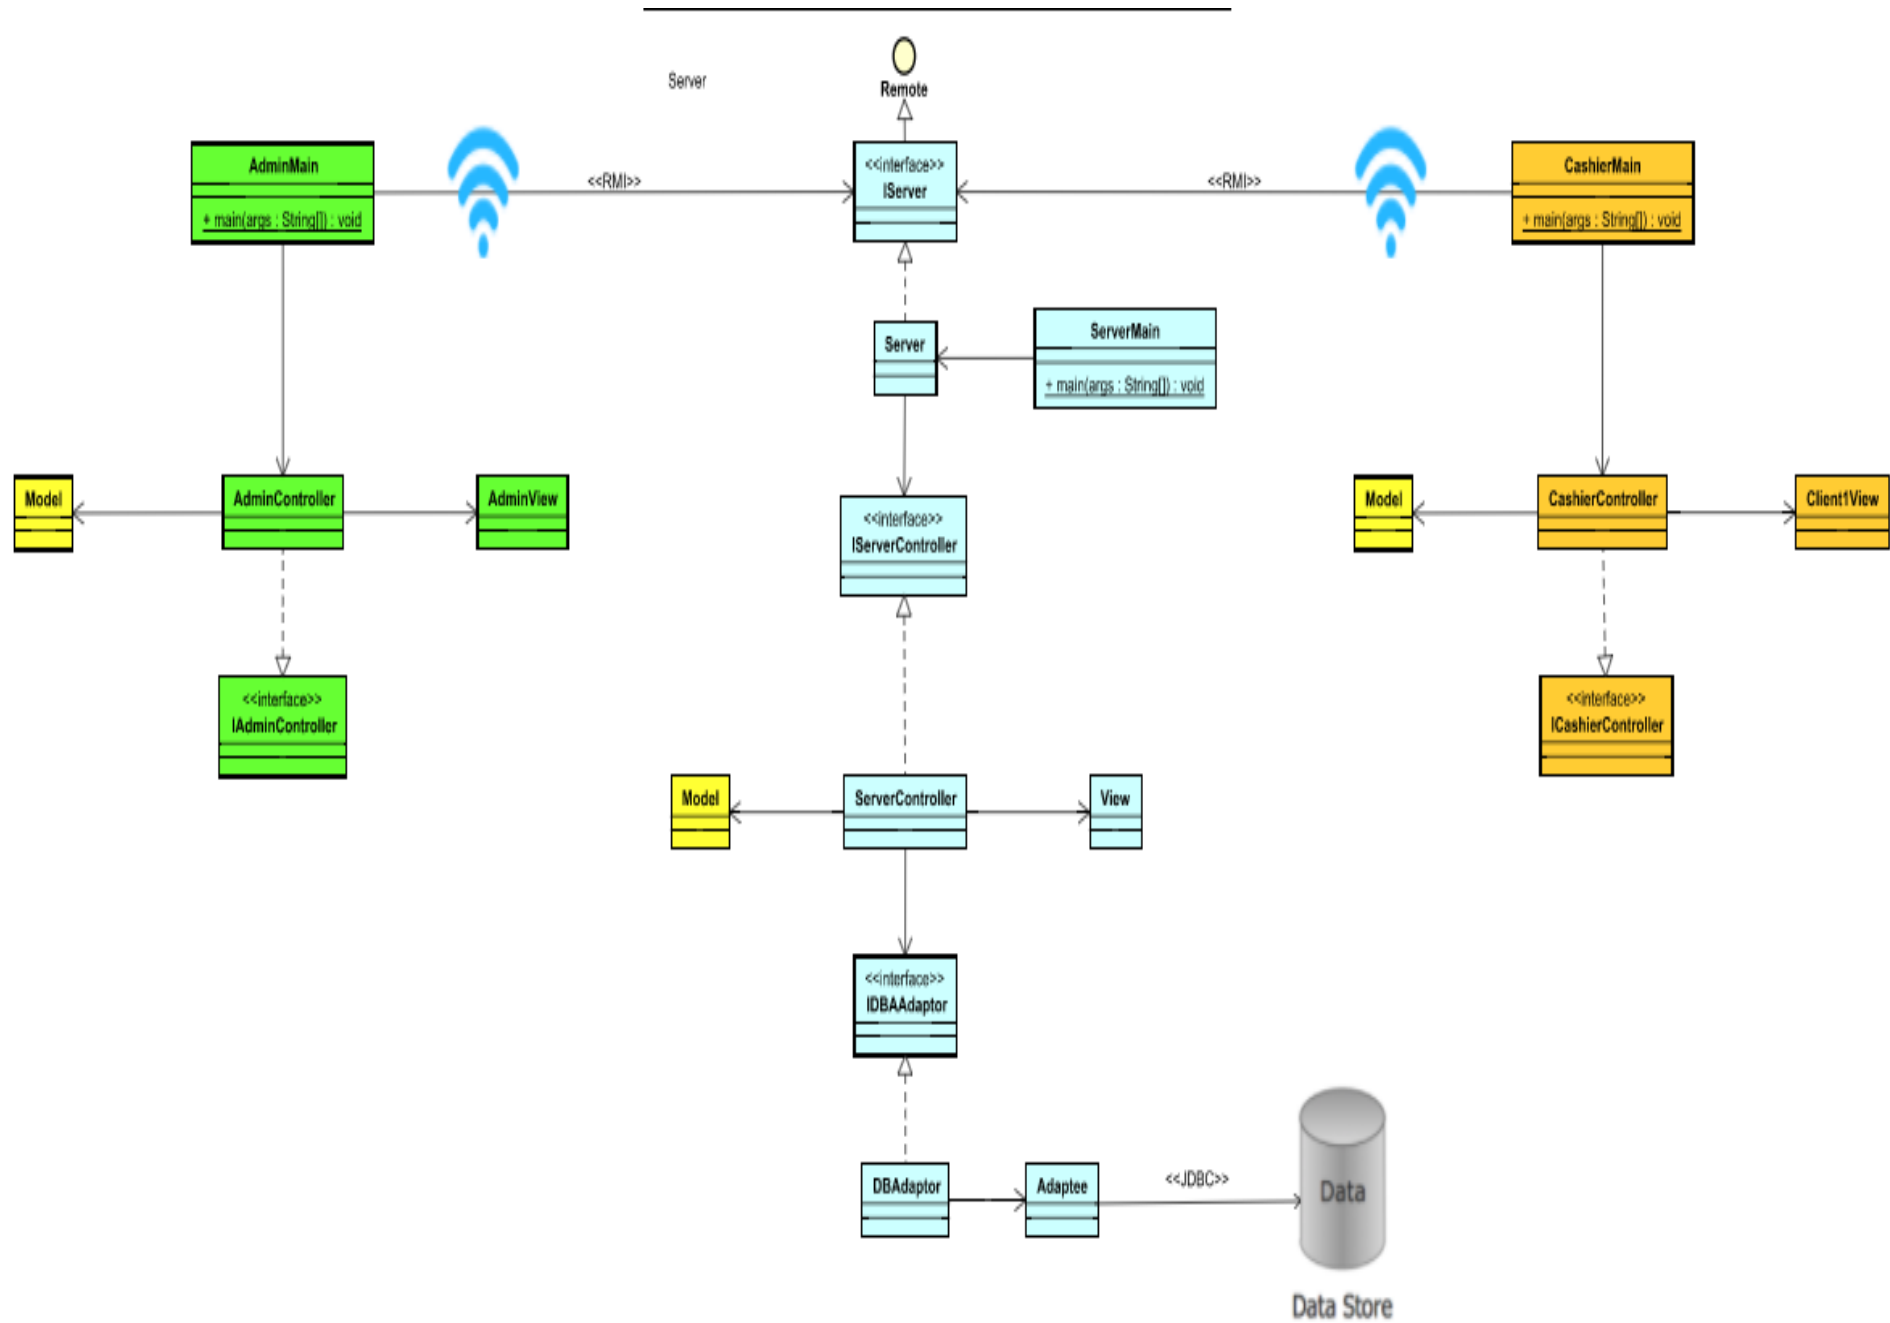 Server
Remote
AdminMain
+ main(args : String[]) : void
<<RMI>>
<<interface>>
IServer
<<RMI>>
CashierMain
+ main(args : String[]) : void
Server
ServerMain
+ main(args : String[]) : void
Model
AdminController
AdminView
<<interface>>
IServerController
Model
CashierController
Client1View
<<interface>>
IAdminController
<<interface>>
ICashierController
Model
ServerController
View
<<interface>>
IDBAAdaptor
DBAdaptor
Adaptee
<<JDBC>>
Data
Data Store